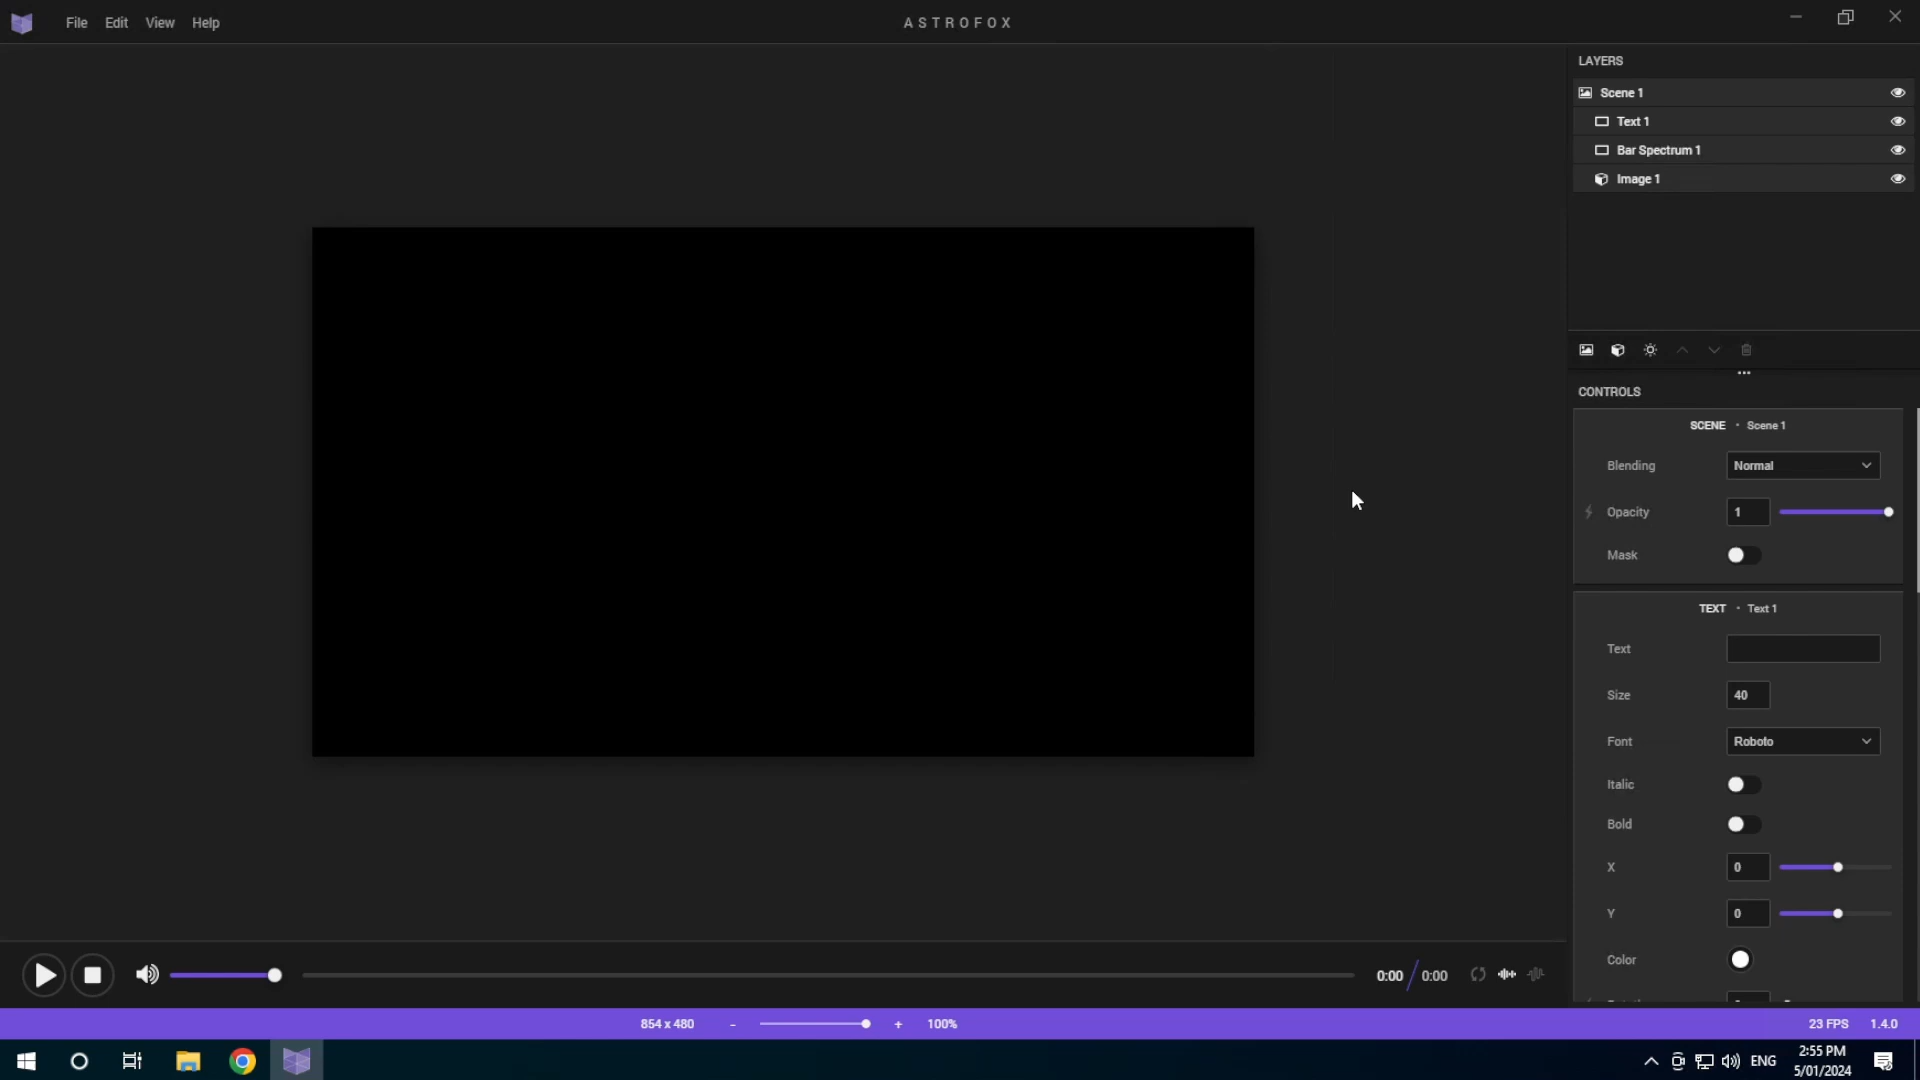 File Edit View Help
ASTROFOX
LAYERS
Scene 1
Text 1
Bar Spectrum 1
Image 1
CONTROLS
SCENE · Scene 1
Blending Normal
Opacity 1
Mask
TEXT · Text 1
Text
Size 40
Font Roboto
Italic
Bold
X 0
Y 0
Color
0:00 / 0:00
854 x 480 - + 100%
23 FPS 1.4.0
ENG
2:55 PM
5/01/2024